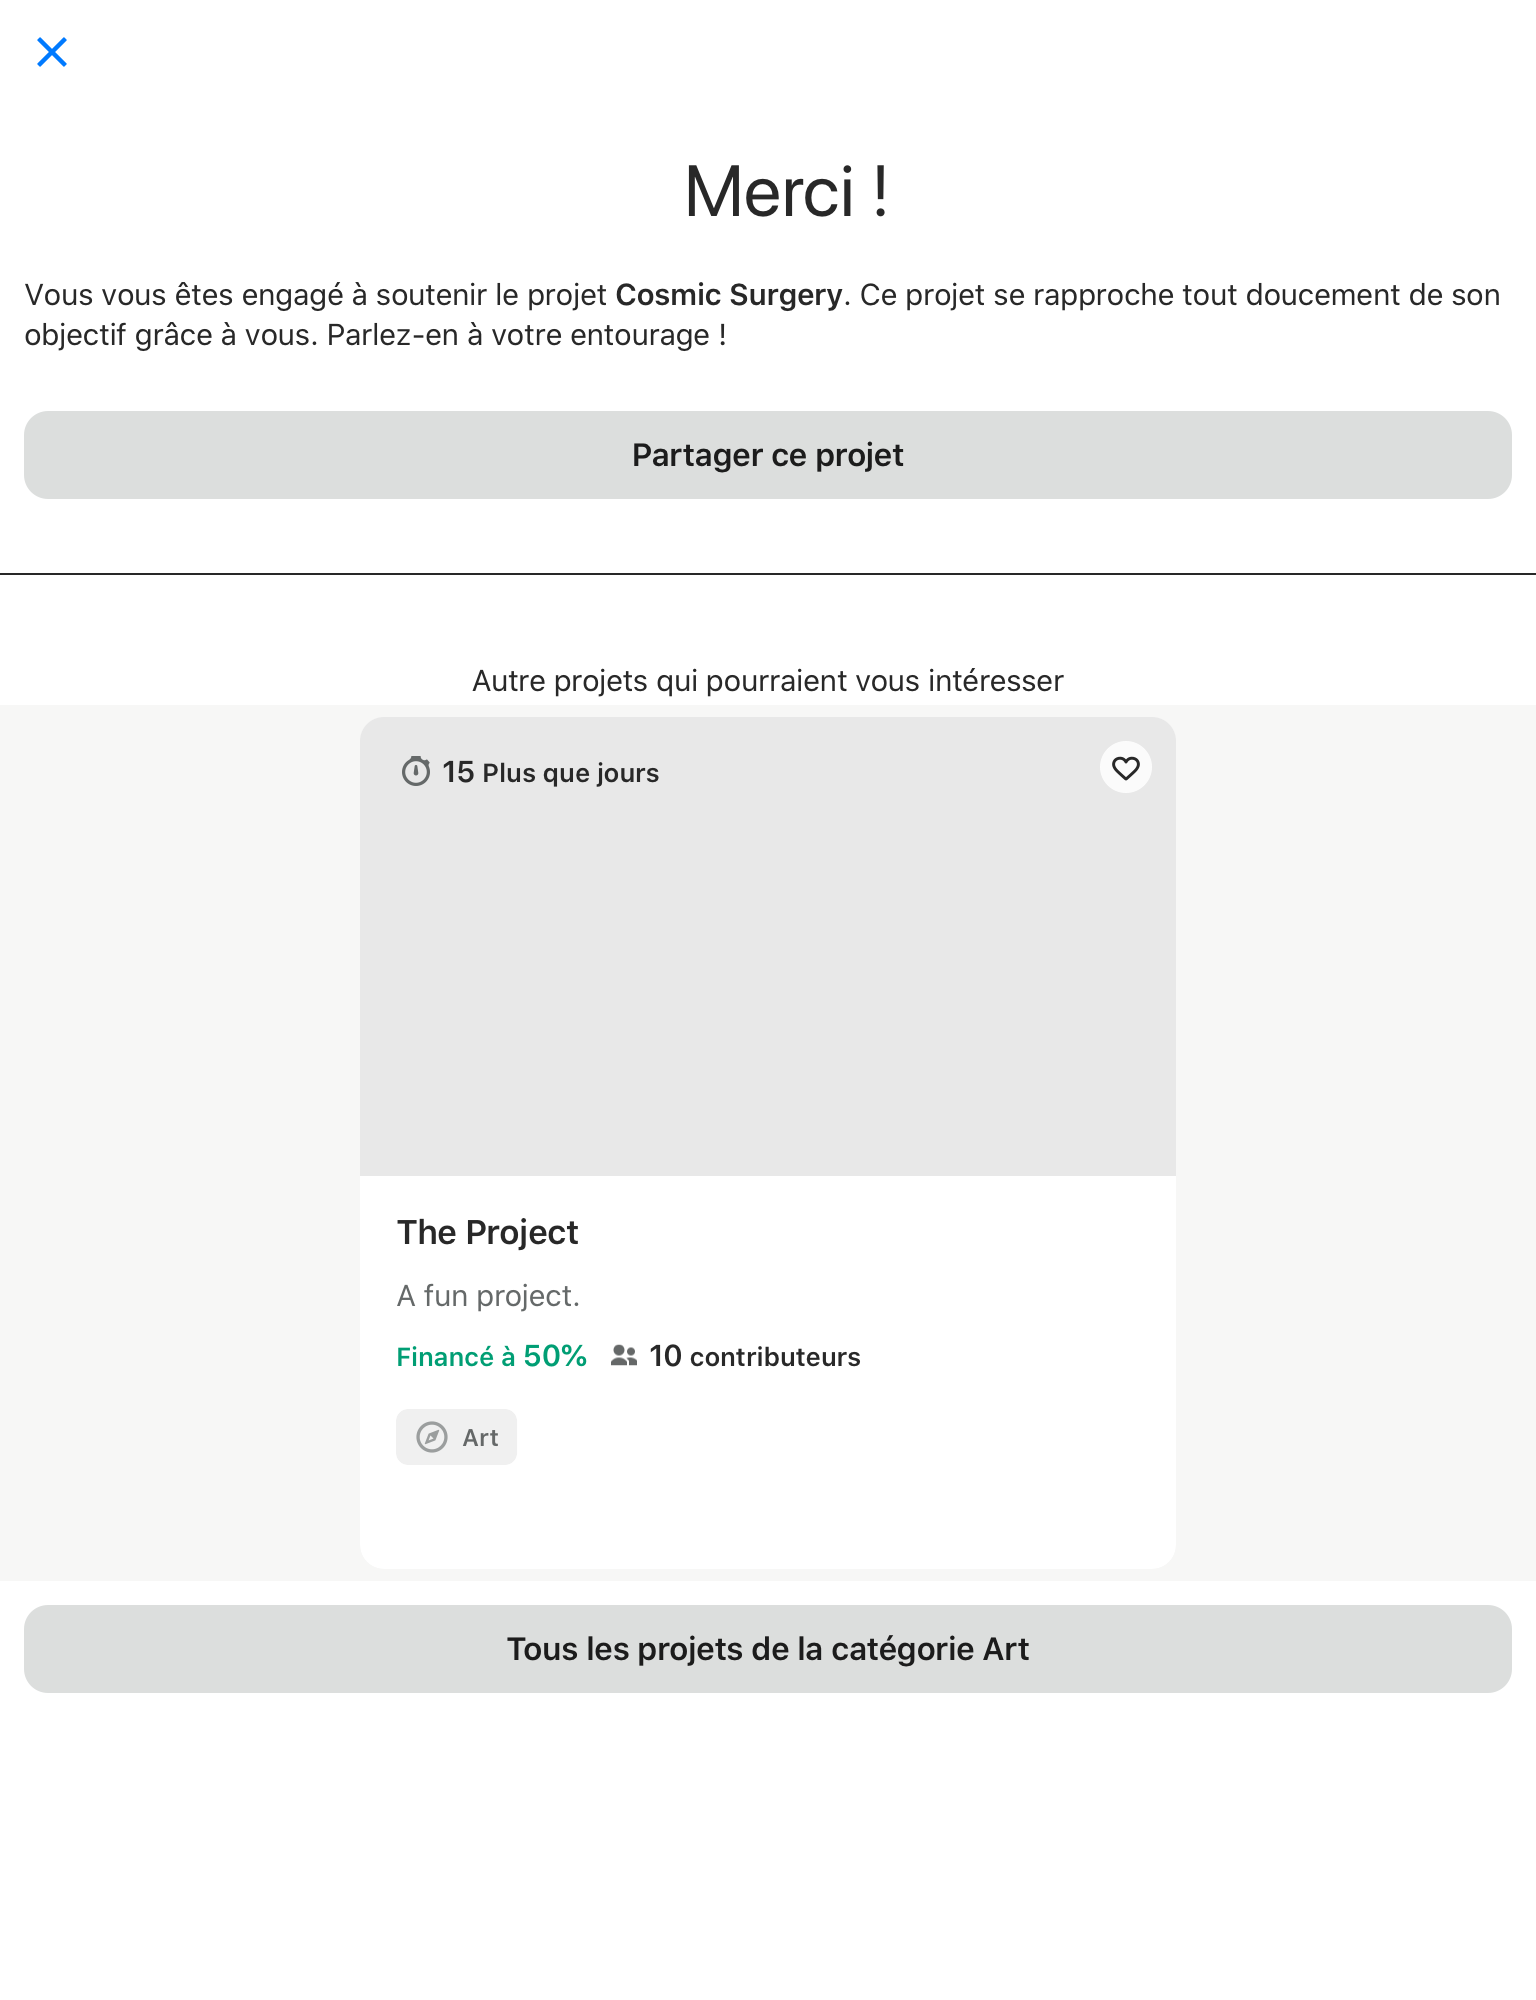 Merci !
Vous vous êtes engagé à soutenir le projet Cosmic Surgery. Ce projet se rapproche tout doucement de son
objectif grâce à vous. Parlez-en à votre entourage !
Partager ce projet
Autre projets qui pourraient vous intéresser
15 Plus que jours
The Project
A fun project.
Financé à 50% 10 contributeurs
Art
Tous les projets de la catégorie Art